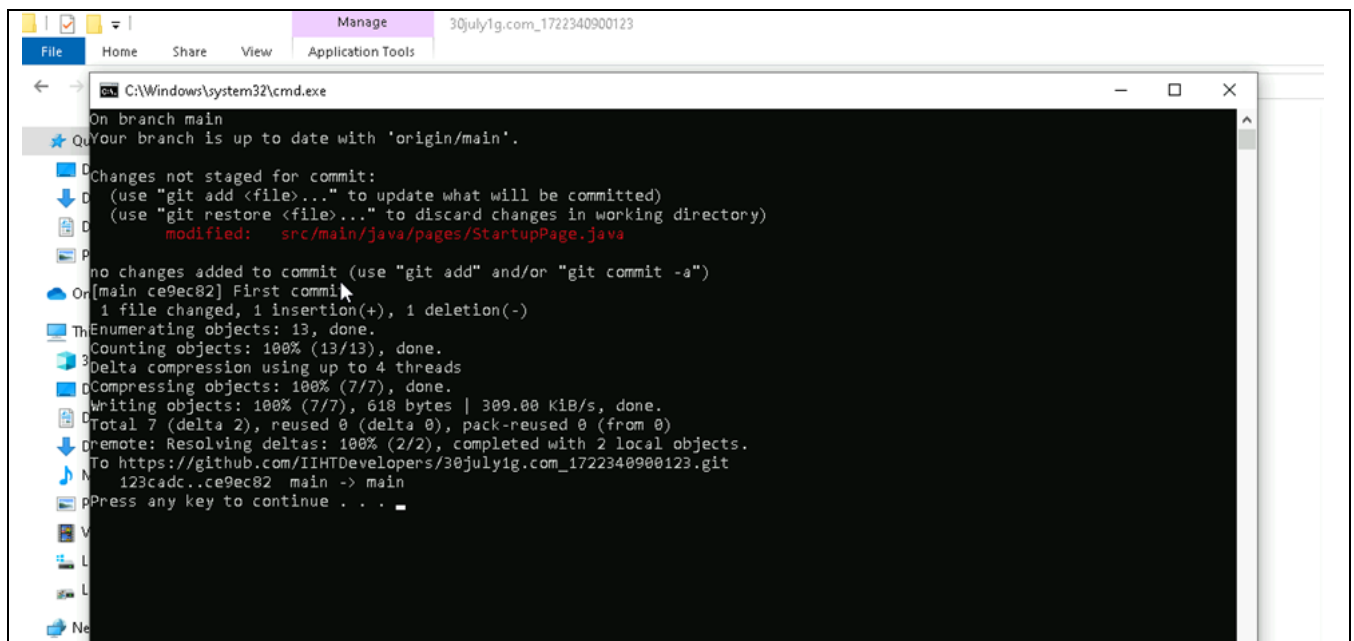 Manage
30july1g.com_1722340900123
File
Home
Share
View
Application Tools
C:\Windows\system32\cmd.exe
On branch main
Your branch is up to date with 'origin/main'.
Changes not staged for commit:
(use "git add <file>..." to update what will be committed)
(use "git restore <file>..." to discard changes in working directory)
modified:   src/main/java/pages/StartupPage.java
no changes added to commit (use "git add" and/or "git commit -a")
[main ce9ec82] First commit
1 file changed, 1 insertion(+), 1 deletion(-)
Enumerating objects: 13, done.
Counting objects: 100% (13/13), done.
Delta compression using up to 4 threads
Compressing objects: 100% (7/7), done.
Writing objects: 100% (7/7), 618 bytes | 309.00 KiB/s, done.
Total 7 (delta 2), reused 0 (delta 0), pack-reused 0 (from 0)
remote: Resolving deltas: 100% (2/2), completed with 2 local objects.
To https://github.com/IIHTDevelopers/30july1g.com_1722340900123.git
123cadc..ce9ec82  main -> main
Press any key to continue . . .